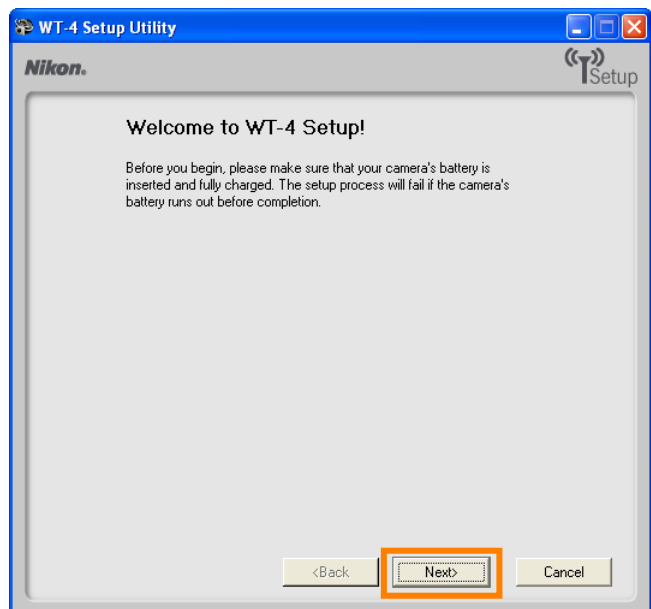 WT-4 Setup Utility
Nikon®
Setup
Welcome to WT-4 Setup!
Before you begin, please make sure that your camera's battery is
inserted and fully charged. The setup process will fail if the camera's
battery runs out before completion.
<Back
Next>
Cancel